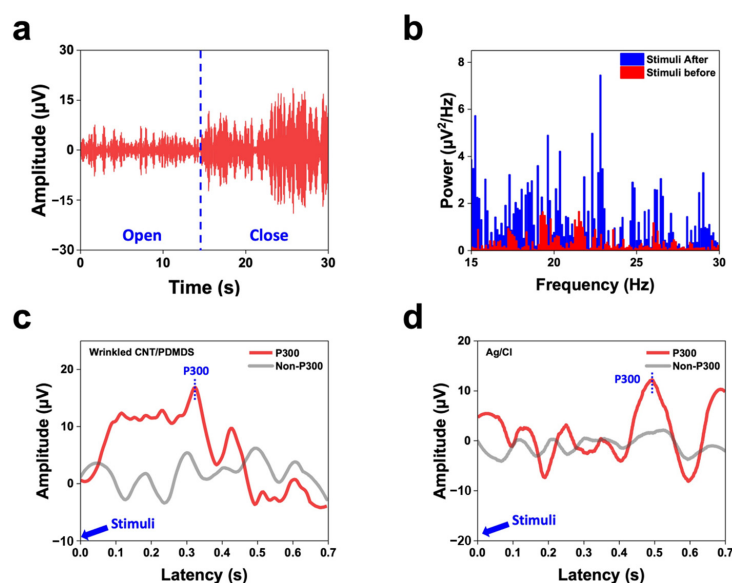 a
Amplitude (µV)
30
15
0
−15
−30
Open
Close
0
10
20
30
Time (s)
b
Power (µV²/Hz)
8
6
4
2
0
Stimuli After
Stimuli before
15
20
25
30
Frequency (Hz)
c
Amplitude (µV)
20
10
0
−10
Wrinkled CNT/PDMDS
P300
Non-P300
P300
Stimuli
0.0 0.1 0.2 0.3 0.4 0.5 0.6 0.7
Latency (s)
d
Amplitude (µV)
20
10
0
−10
−20
Ag/Cl
P300
Non-P300
P300
Stimuli
0.0 0.1 0.2 0.3 0.4 0.5 0.6 0.7
Latency (s)